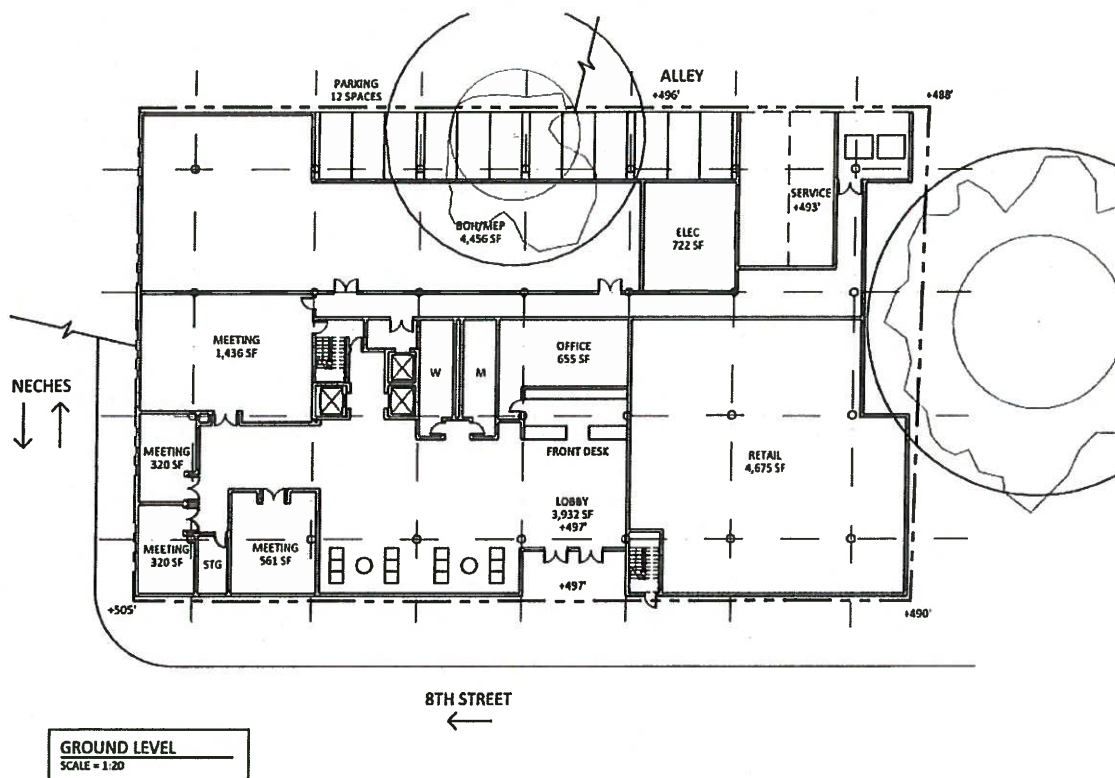 PARKING
12 SPACES
ALLEY
+496'
+488'
SERVICE
+493'
BOH/MEP
4,456 SF
ELEC
722 SF
MEETING
1,436 SF
OFFICE
655 SF
W
M
NECHES
MEETING
320 SF
FRONT DESK
RETAIL
4,675 SF
LOBBY
3,932 SF
+497'
MEETING
320 SF
STG
MEETING
561 SF
+497'
+505'
+490'
8TH STREET
GROUND LEVEL
SCALE = 1:20